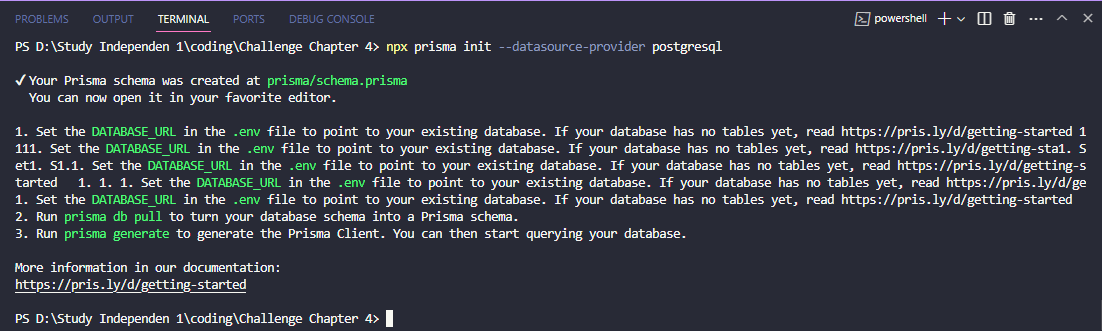 PROBLEMS OUTPUT TERMINAL PORTS DEBUG CONSOLE powershell
PS D:\Study Independen 1\coding\Challenge Chapter 4> npx prisma init --datasource-provider postgresql
✔ Your Prisma schema was created at prisma/schema.prisma
You can now open it in your favorite editor.
1. Set the DATABASE_URL in the .env file to point to your existing database. If your database has no tables yet, read https://pris.ly/d/getting-started 1
111. Set the DATABASE_URL in the .env file to point to your existing database. If your database has no tables yet, read https://pris.ly/d/getting-sta1. S
et1. S1.1. Set the DATABASE_URL in the .env file to point to your existing database. If your database has no tables yet, read https://pris.ly/d/getting-s
tarted 1. 1. 1. Set the DATABASE_URL in the .env file to point to your existing database. If your database has no tables yet, read https://pris.ly/d/ge
1. Set the DATABASE_URL in the .env file to point to your existing database. If your database has no tables yet, read https://pris.ly/d/getting-started
2. Run prisma db pull to turn your database schema into a Prisma schema.
3. Run prisma generate to generate the Prisma Client. You can then start querying your database.
More information in our documentation:
https://pris.ly/d/getting-started
PS D:\Study Independen 1\coding\Challenge Chapter 4>